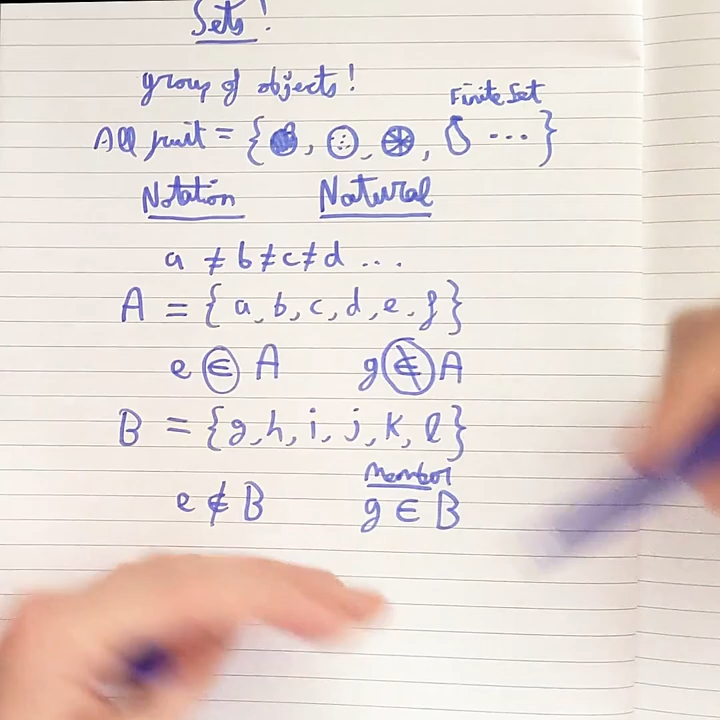 Sets!
group of objects!
Finite Set
All fruit = { , , , ... }
Notation Natural
a ≠ b ≠ c ≠ d ...
A = { a, b, c, d, e, f }
e ∈ A g ∉ A
B = { g, h, i, j, k, l }
Member
e ∉ B g ∈ B